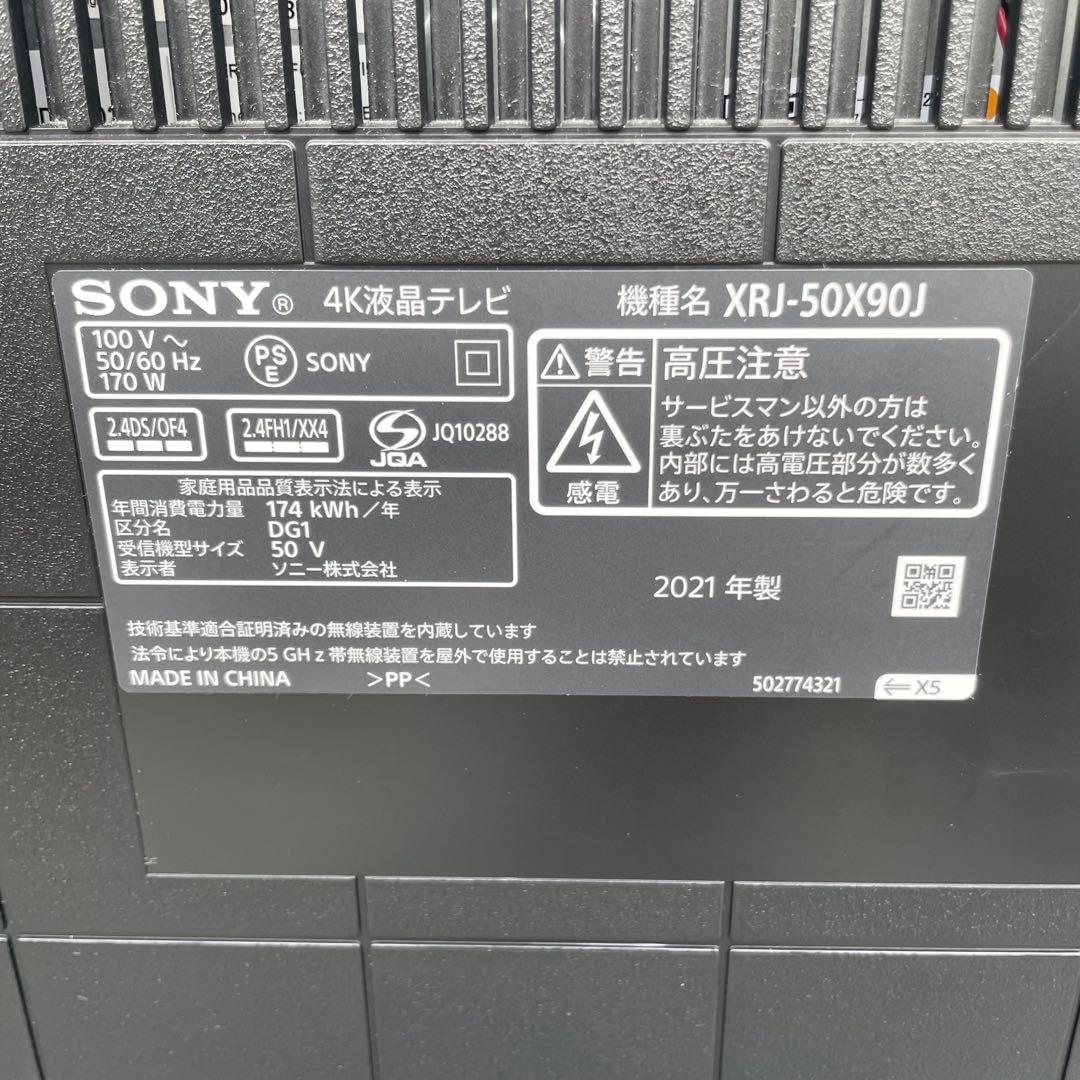 SONY® 4K液晶テレビ 機種名 XRJ-50X90J
100 V ～
50/60 Hz
170 W
PSE SONY
2.4DS/OF4
2.4FH1/XX4
JQA JQ10288
家庭用品品質表示法による表示
年間消費電力量 174 kWh／年
区分名 DG1
受信機型サイズ 50 V
表示者 ソニー株式会社
警告 高圧注意
感電
サービスマン以外の方は
裏ぶたをあけないでください。
内部には高電圧部分が数多く
あり、万一さわると危険です。
2021 年製
技術基準適合証明済みの無線装置を内蔵しています
法令により本機の5 GHz帯無線装置を屋外で使用することは禁止されています
MADE IN CHINA >PP<
502774321 ⇐ X5